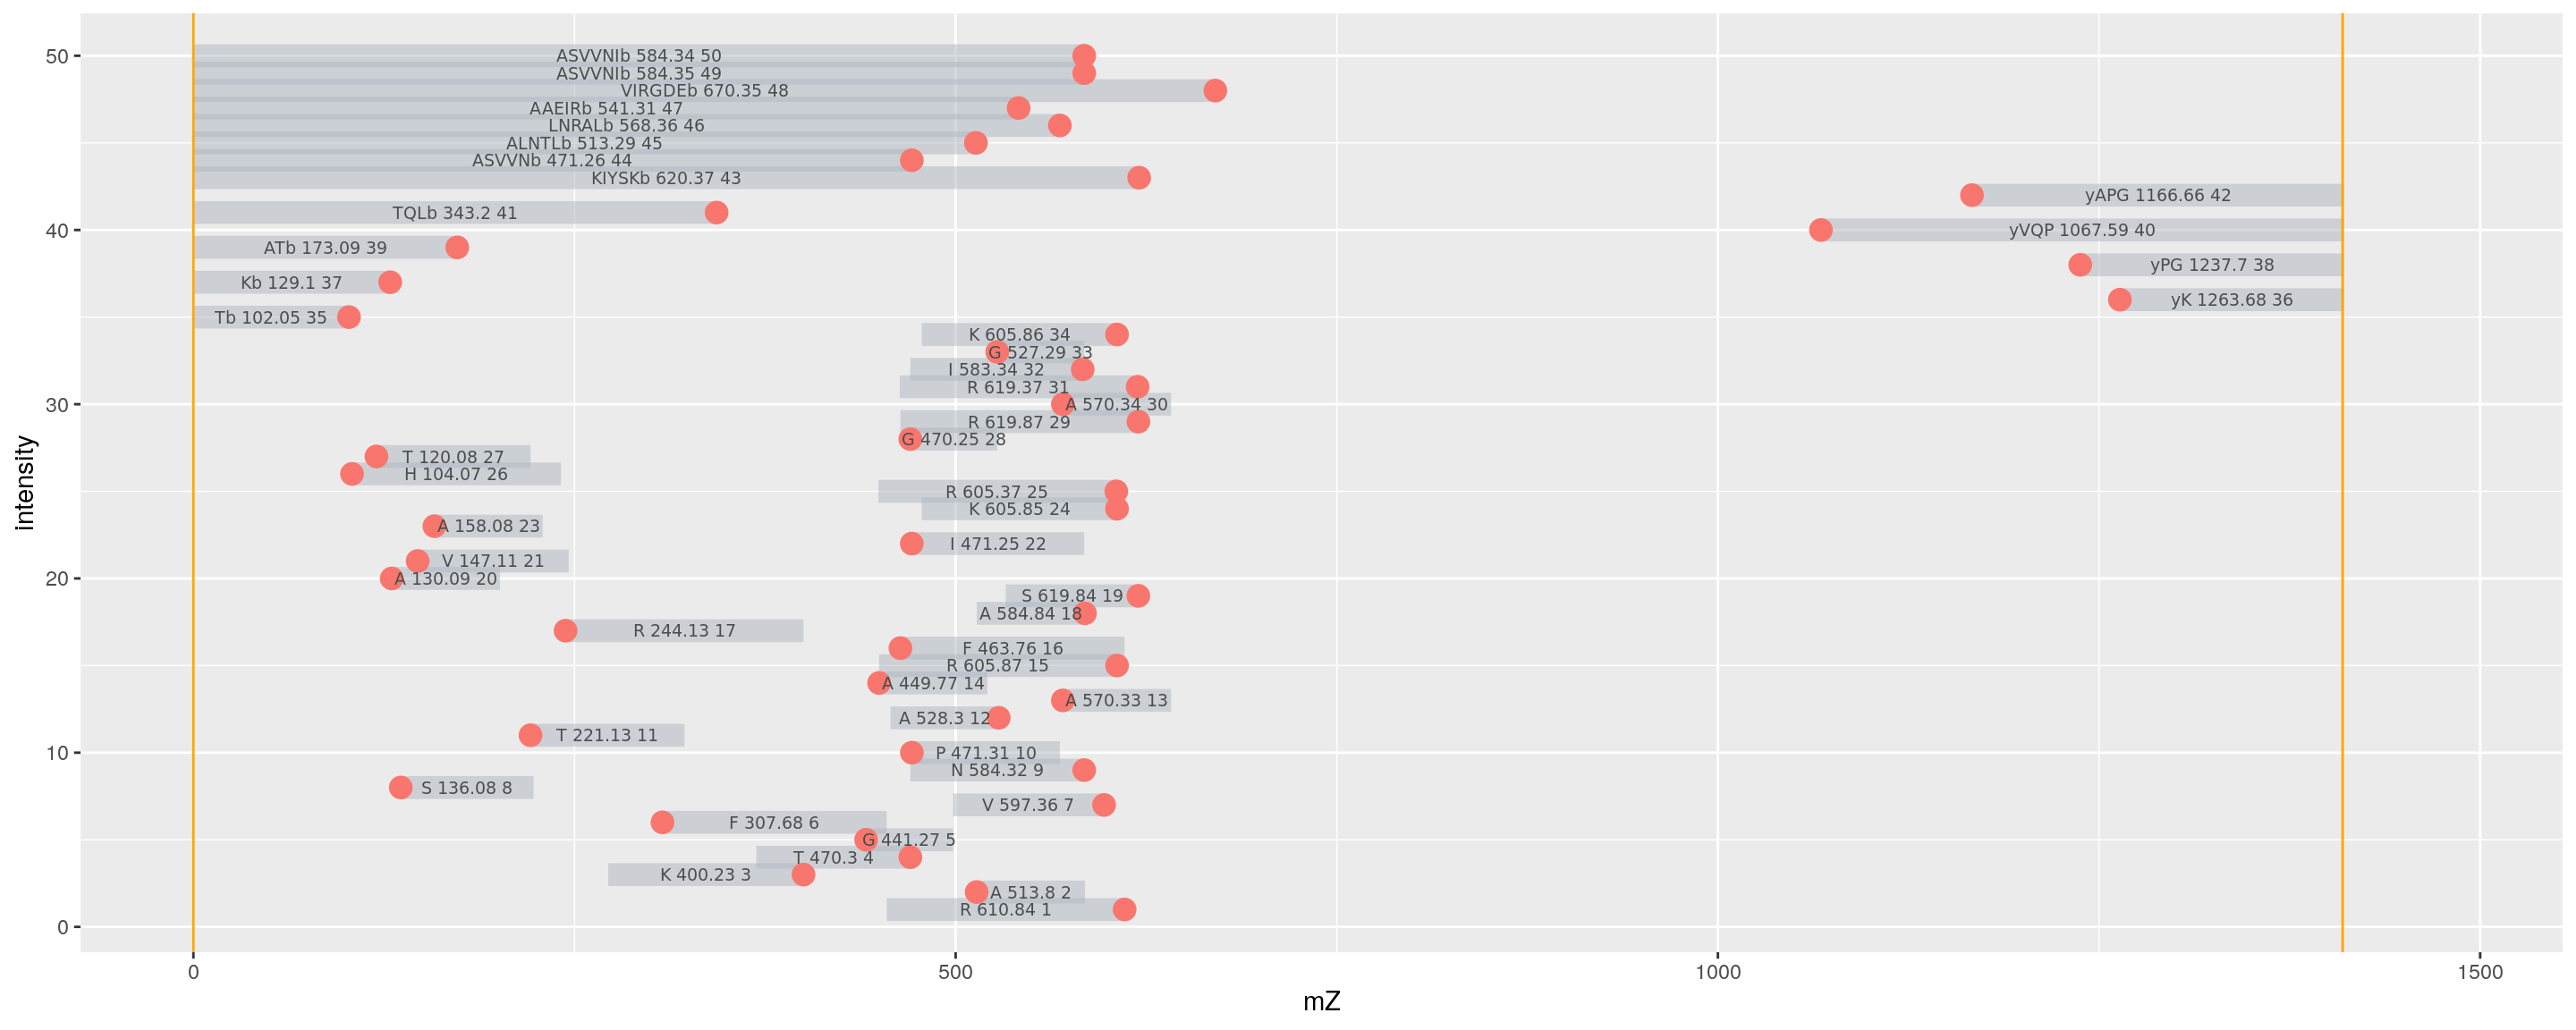 50
40
30
20
10
0
intensity
ASVVNIb 584.34 50
ASVVNIb 584.35 49
VIRGDEb 670.35 48
AAEIRb 541.31 47
LNRALb 568.36 46
ALNTLb 513.29 45
ASVVNb 471.26 44
KIYSKb 620.37 43
yAPG 1166.66 42
TQLb 343.2 41
yVQP 1067.59 40
ATb 173.09 39
yPG 1237.7 38
Kb 129.1 37
yK 1263.68 36
Tb 102.05 35
K 605.86 34
G 527.29 33
I 583.34 32
R 619.37 31
A 570.34 30
R 619.87 29
G 470.25 28
T 120.08 27
H 104.07 26
R 605.37 25
K 605.85 24
A 158.08 23
I 471.25 22
V 147.11 21
A 130.09 20
S 619.84 19
A 584.84 18
R 244.13 17
F 463.76 16
R 605.87 15
A 449.77 14
A 570.33 13
A 528.3 12
T 221.13 11
P 471.31 10
N 584.32 9
S 136.08 8
V 597.36 7
F 307.68 6
G 441.27 5
T 470.3 4
K 400.23 3
A 513.8 2
R 610.84 1
0 500 1000 1500
mZ